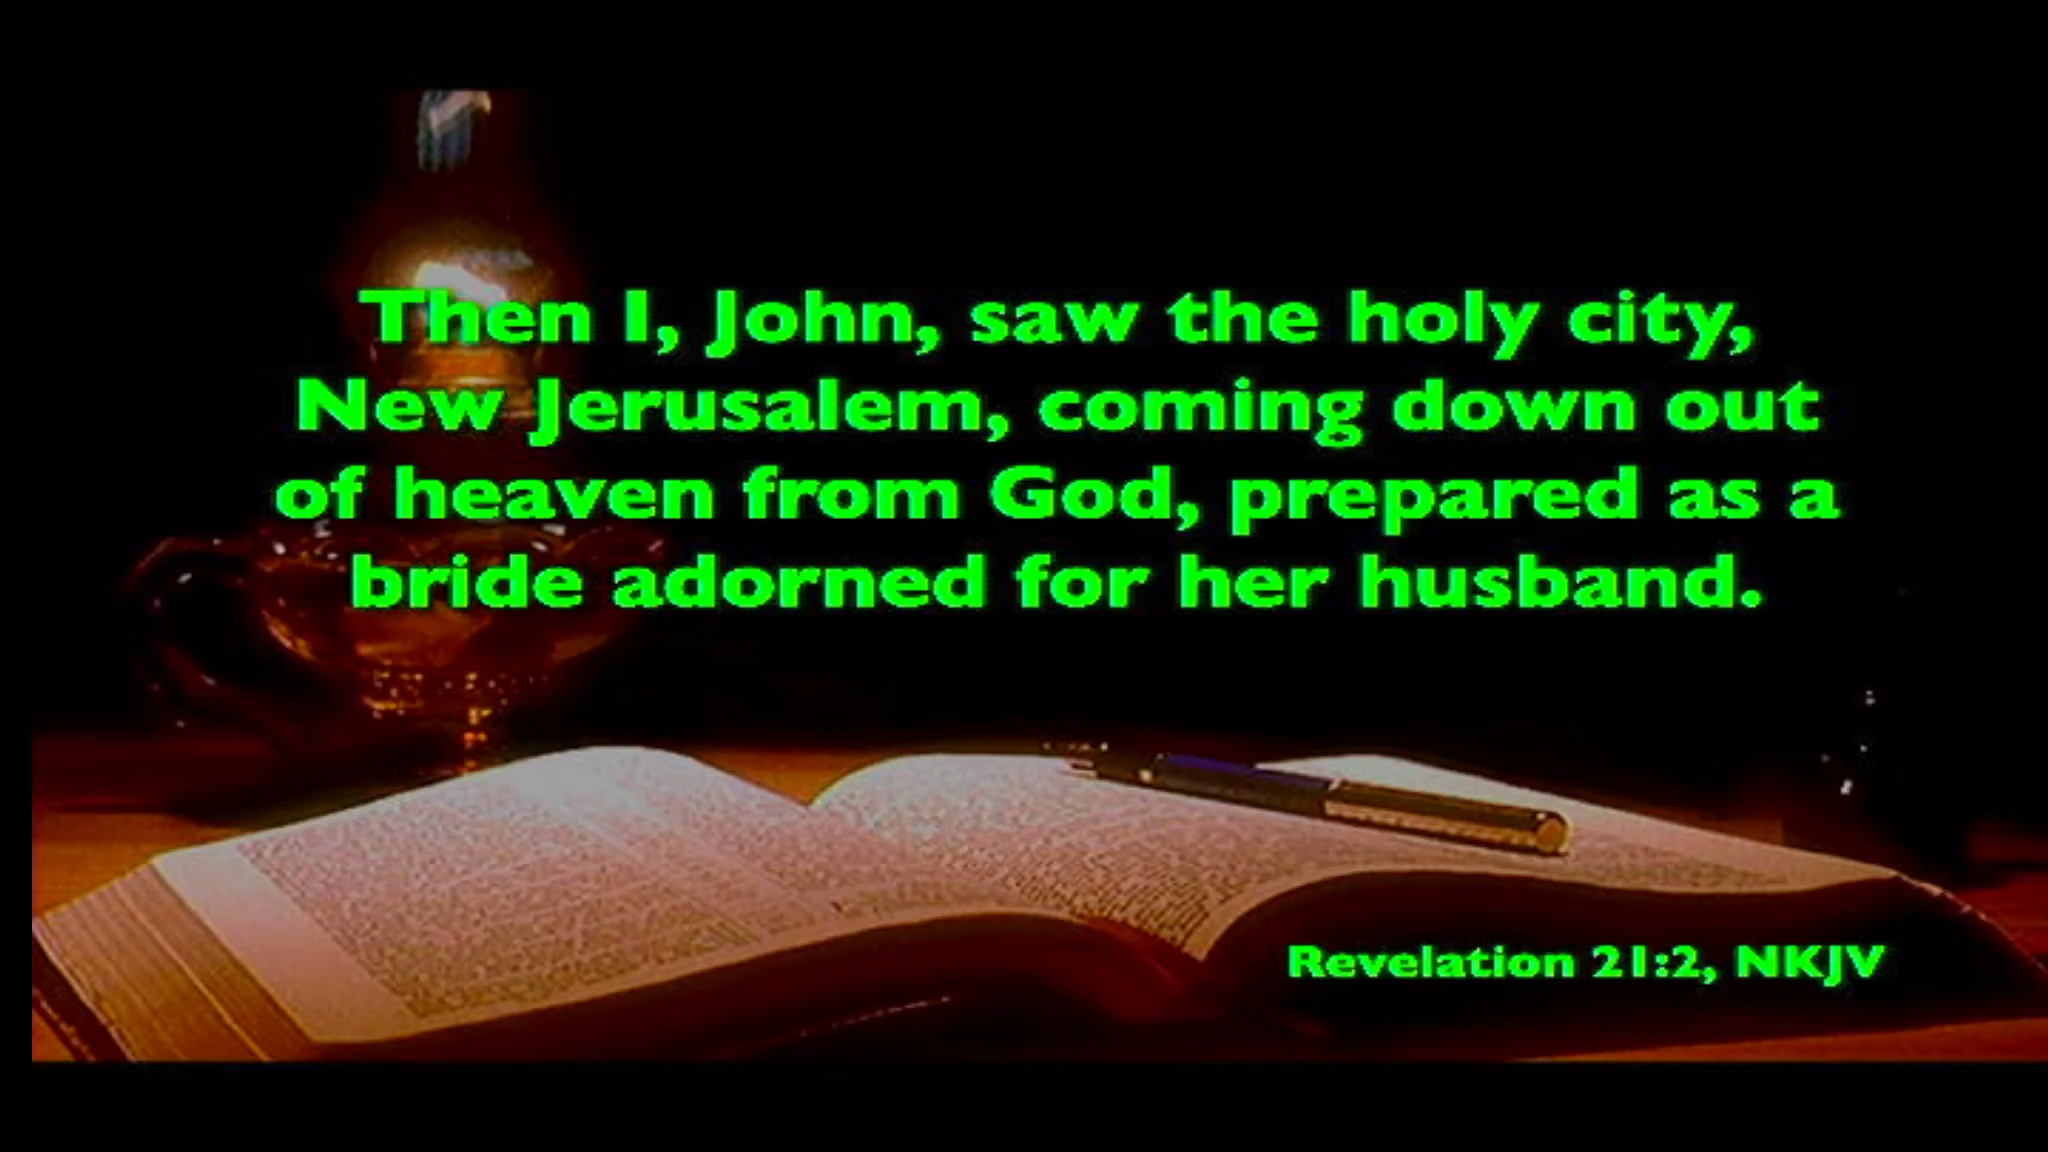 Then I, John, saw the holy city,
New Jerusalem, coming down out
of heaven from God, prepared as a
bride adorned for her husband.
Revelation 21:2, NKJV